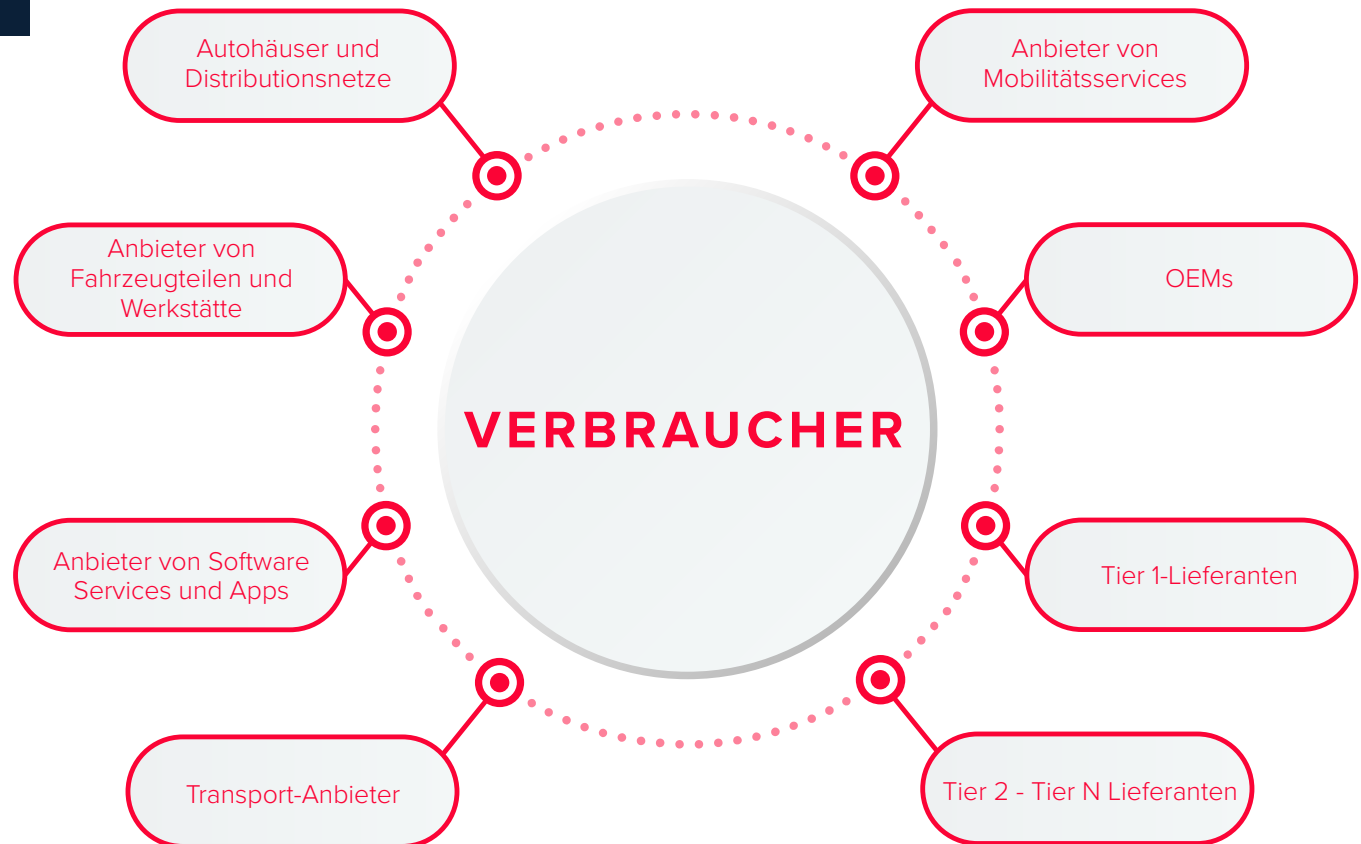 Autohäuser und
Distributionsnetze
Anbieter von
Mobilitätsservices
Anbieter von
Fahrzeugteilen und
Werkstätte
OEMs
VERBRAUCHER
Anbieter von Software
Services und Apps
Tier 1-Lieferanten
Transport-Anbieter
Tier 2 - Tier N Lieferanten